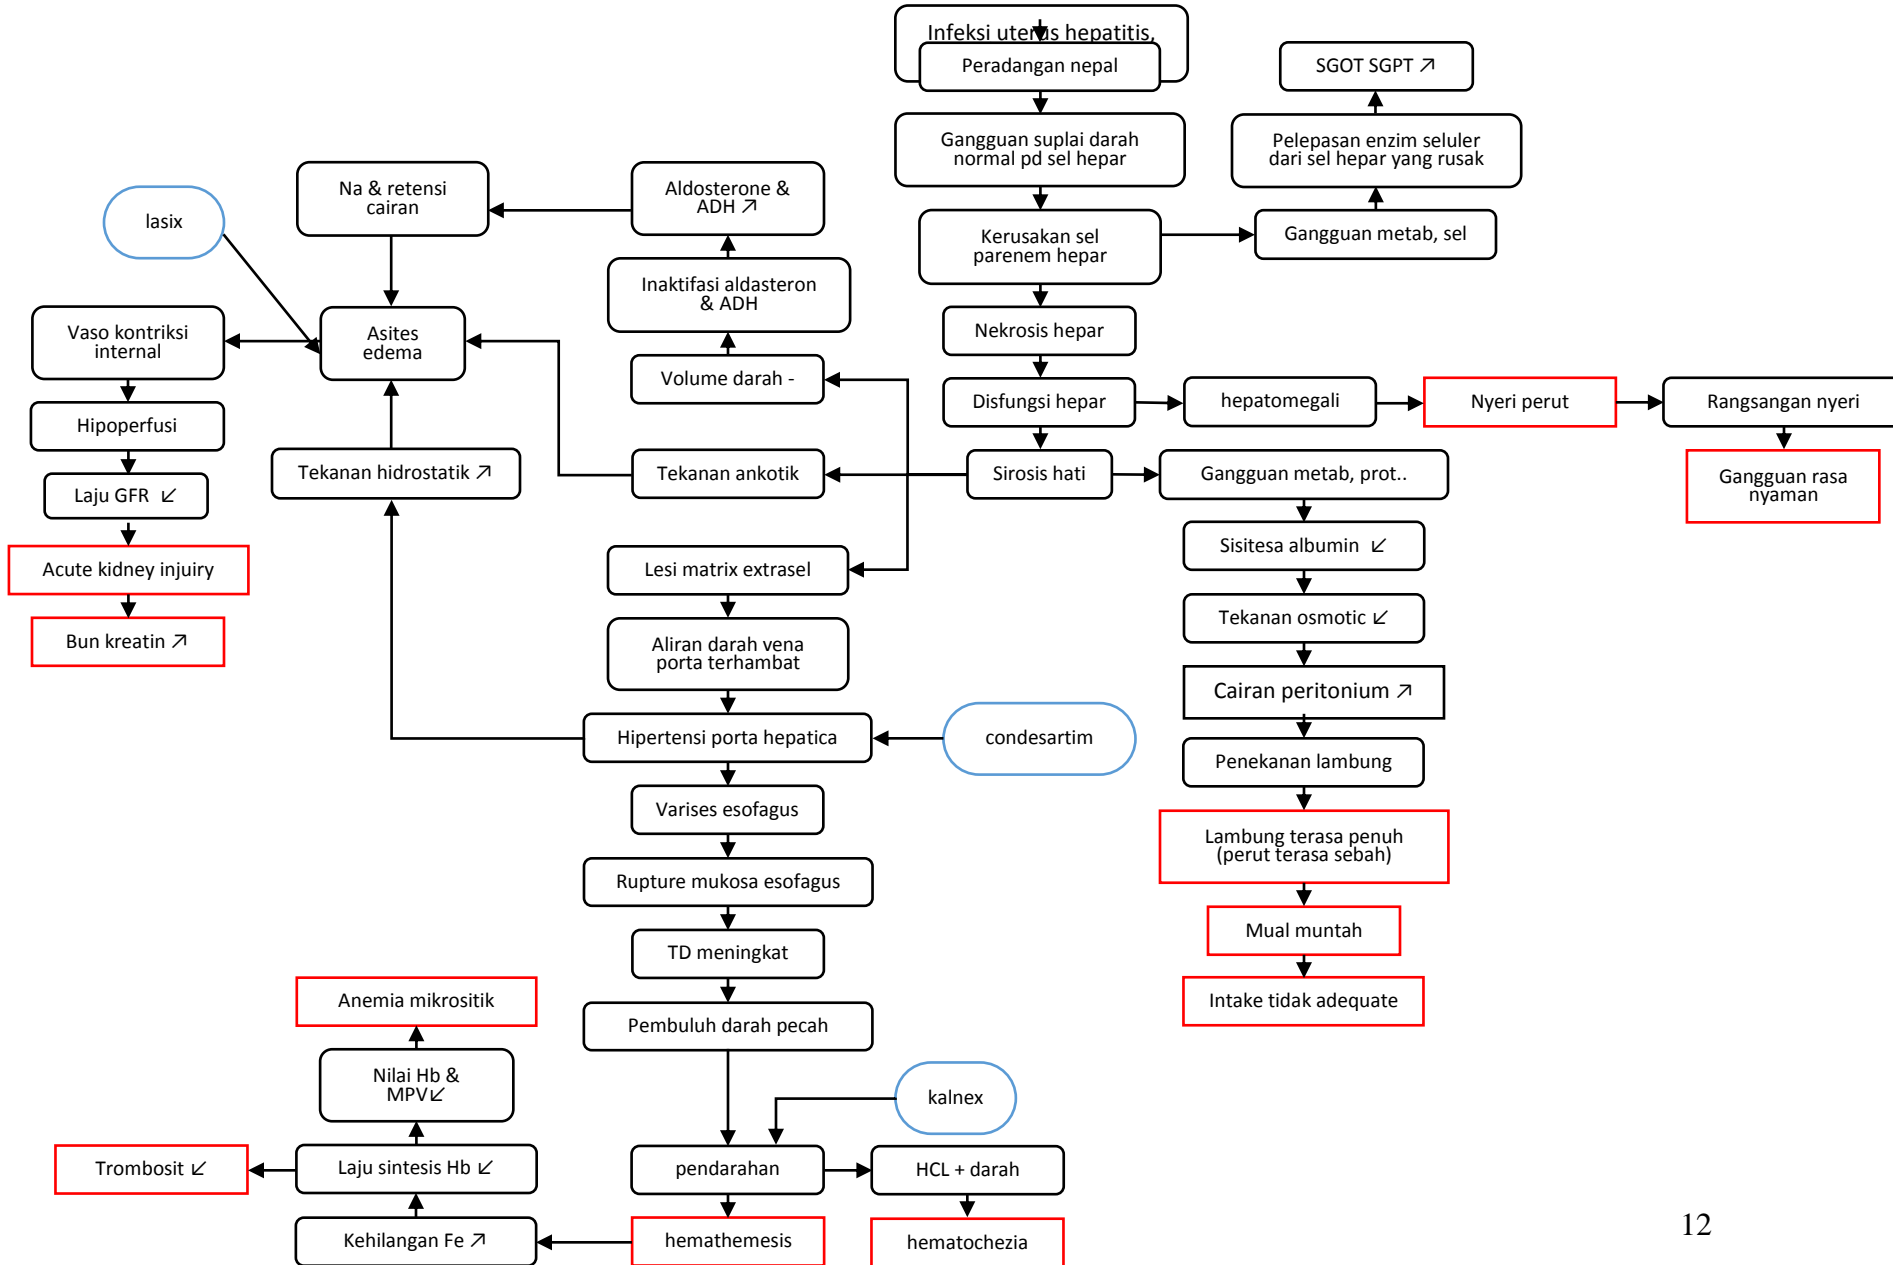 Infeksi uterus hepatitis,
Peradangan nepal
SGOT SGPT ↗
Gangguan suplai darah
normal pd sel hepar
Pelepasan enzim seluler
dari sel hepar yang rusak
Na & retensi
cairan
Aldosterone &
ADH ↗
lasix
Kerusakan sel
parenem hepar
Gangguan metab, sel
Inaktifasi aldasteron
& ADH
Vaso kontriksi
internal
Asites
edema
Nekrosis hepar
Volume darah -
Disfungsi hepar
hepatomegali
Nyeri perut
Rangsangan nyeri
Hipoperfusi
Tekanan hidrostatik ↗
Tekanan ankotik
Sirosis hati
Gangguan metab, prot..
Gangguan rasa
nyaman
Laju GFR ↙
Sisitesa albumin ↙
Acute kidney injuiry
Lesi matrix extrasel
Tekanan osmotic ↙
Bun kreatin ↗
Aliran darah vena
porta terhambat
Cairan peritonium ↗
Hipertensi porta hepatica
condesartim
Penekanan lambung
Varises esofagus
Lambung terasa penuh
(perut terasa sebah)
Rupture mukosa esofagus
Mual muntah
TD meningkat
Anemia mikrositik
Intake tidak adequate
Pembuluh darah pecah
Nilai Hb &
MPV↙
kalnex
Trombosit ↙
Laju sintesis Hb ↙
pendarahan
HCL + darah
Kehilangan Fe ↗
hemathemesis
hematochezia
12